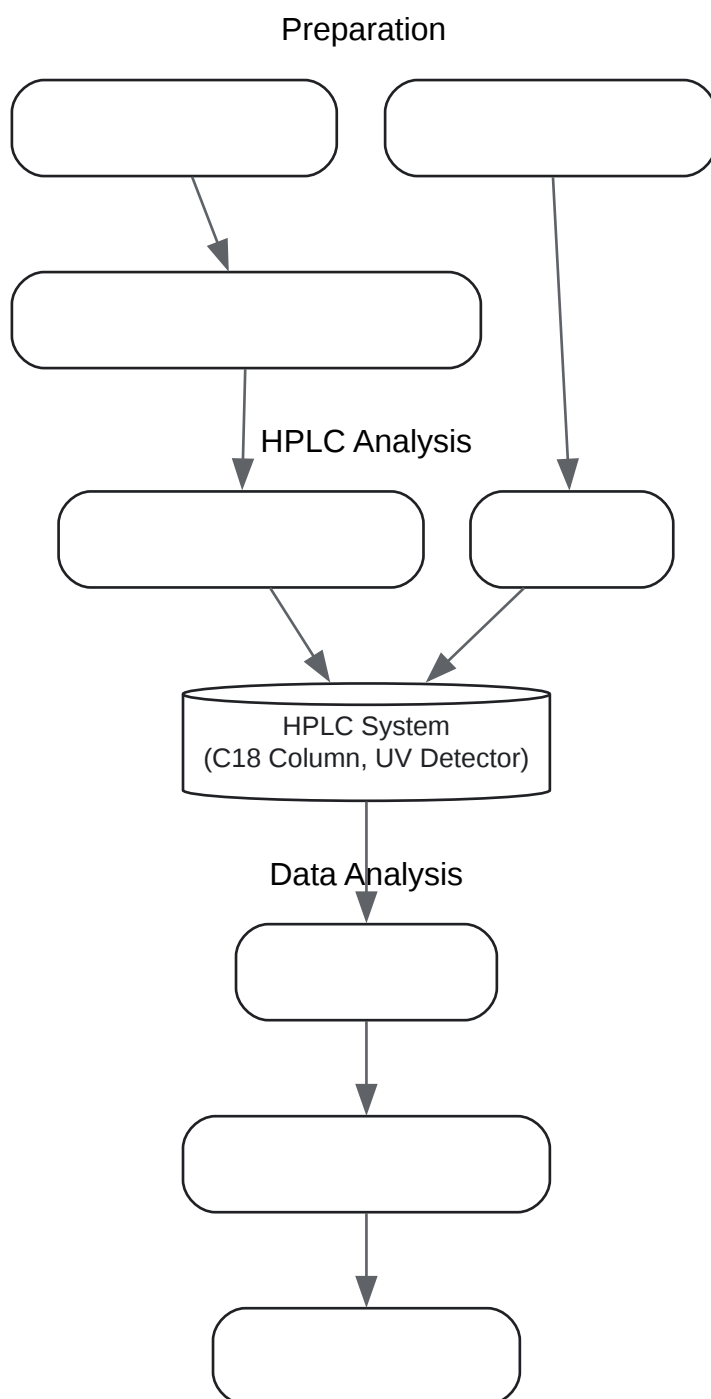 Preparation
HPLC Analysis
HPLC System
(C18 Column, UV Detector)
Data Analysis